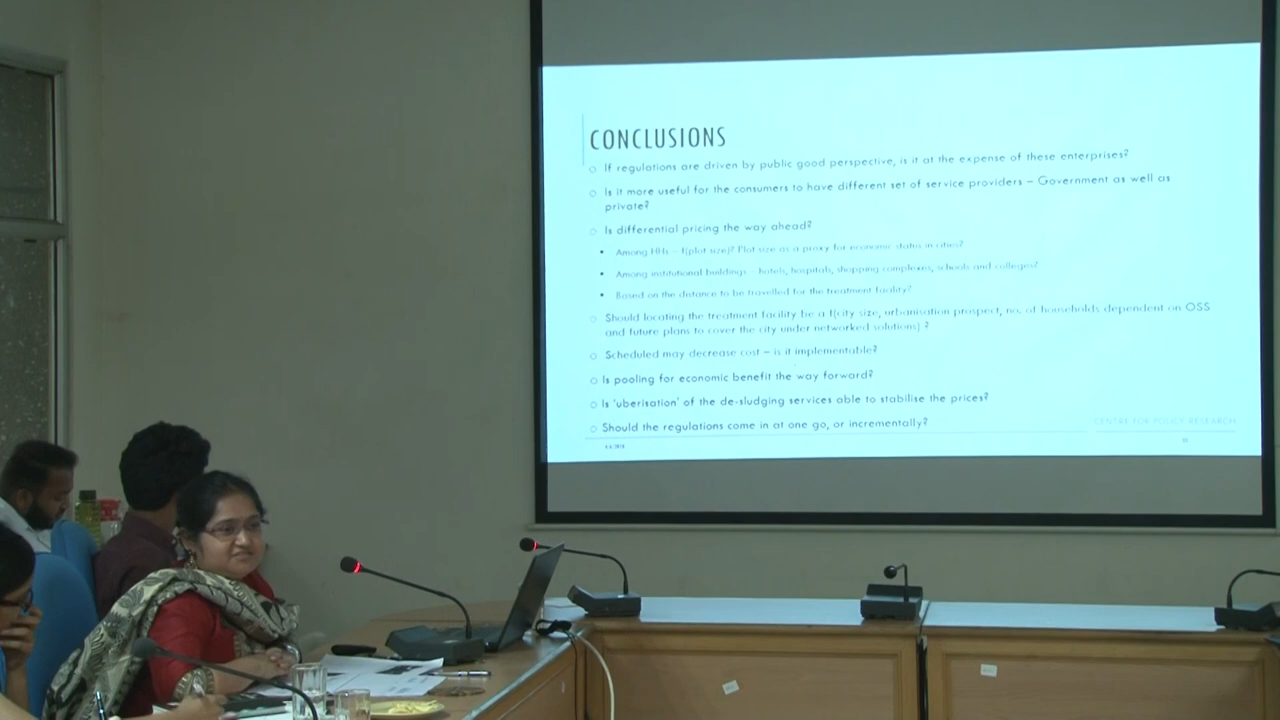 CONCLUSIONS
If regulations are driven by public good perspective, is it at the expense of these enterprises?
Is it more useful for the consumers to have different set of service providers – Government as well as
private?
Is differential pricing the way ahead?
Among HHs – f(plot size)? Plot size as a proxy for economic status in cities?
Among institutional buildings – hotels, hospitals, shopping complexes, schools and colleges?
Based on the distance to be travelled for the treatment facility?
Should locating the treatment facility be a f(city size, urbanisation prospect, no. of households dependent on OSS
and future plans to cover the city under networked solutions) ?
Scheduled may decrease cost – is it implementable?
Is pooling for economic benefit the way forward?
Is 'uberisation' of the de-sludging services able to stabilise the prices?
Should the regulations come in at one go, or incrementally?
CENTRE FOR POLICY RESEARCH